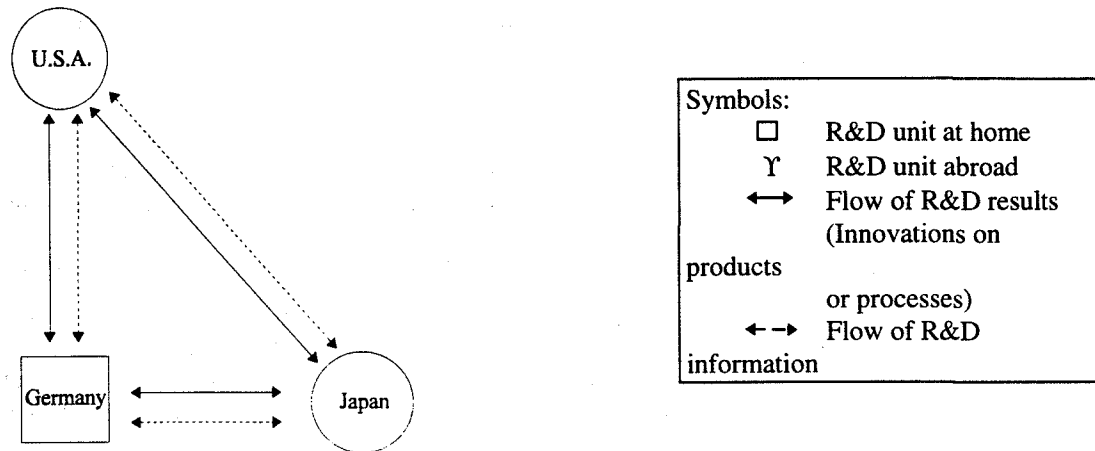 U.S.A.
Germany
Japan
Symbols:
□ R&D unit at home
ϒ R&D unit abroad
↔ Flow of R&D results
(Innovations on
products
or processes)
↔ Flow of R&D
information